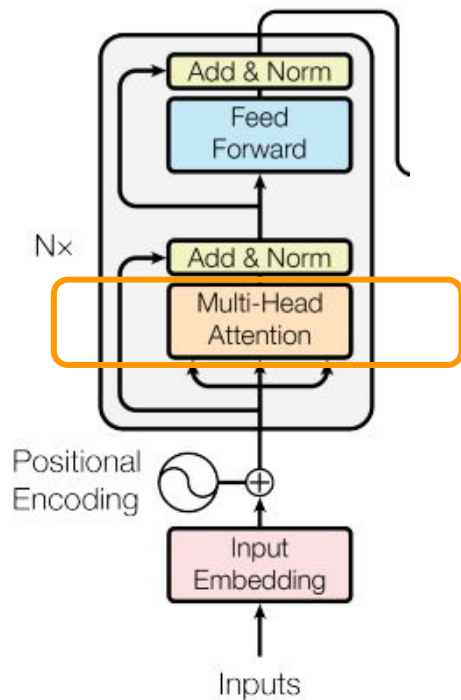 Add & Norm
Feed
Forward
Nx
Add & Norm
Multi-Head
Attention
Positional
Encoding
Input
Embedding
Inputs